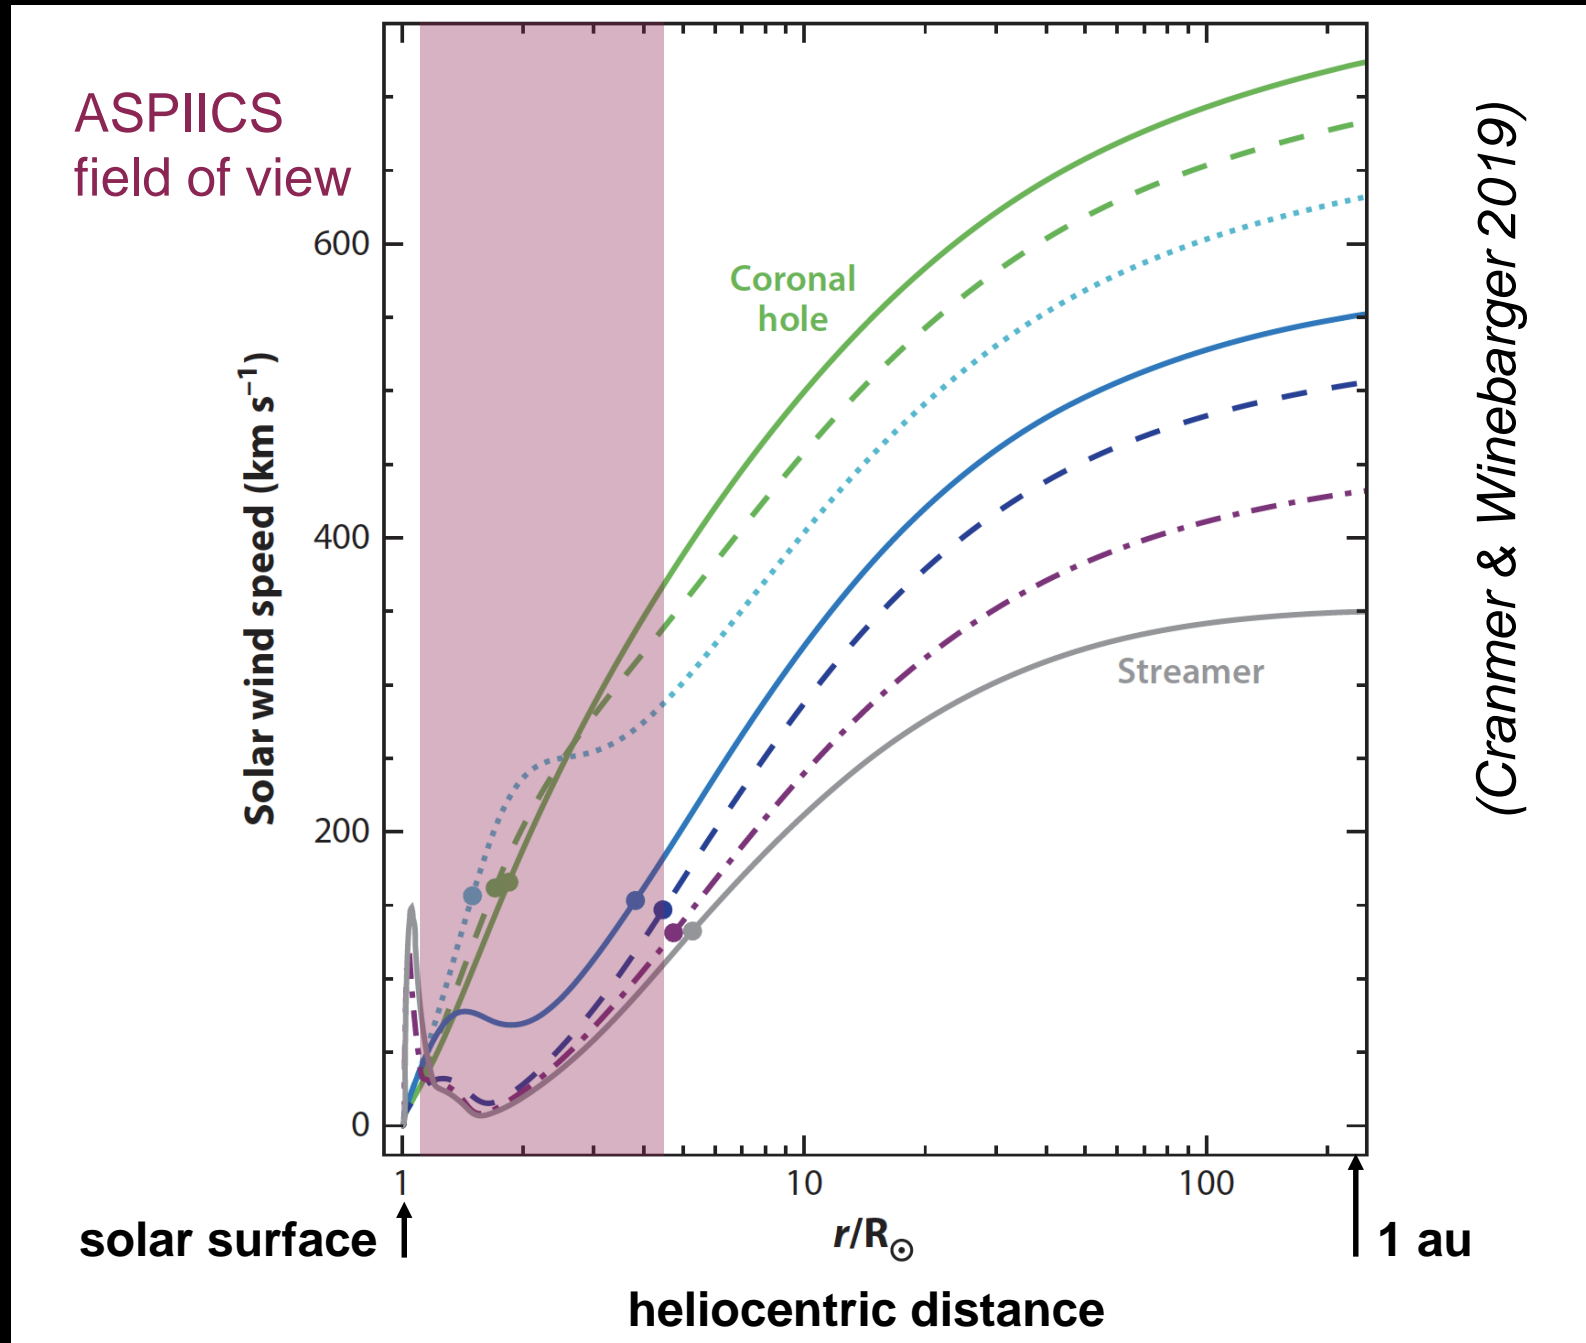 ASPIICS
field of view
600
400
200
0
Solar wind speed (km s⁻¹)
Coronal
hole
Streamer
(Cranmer & Winebarger 2019)
1
10
100
solar surface
r/R☉
1 au
heliocentric distance